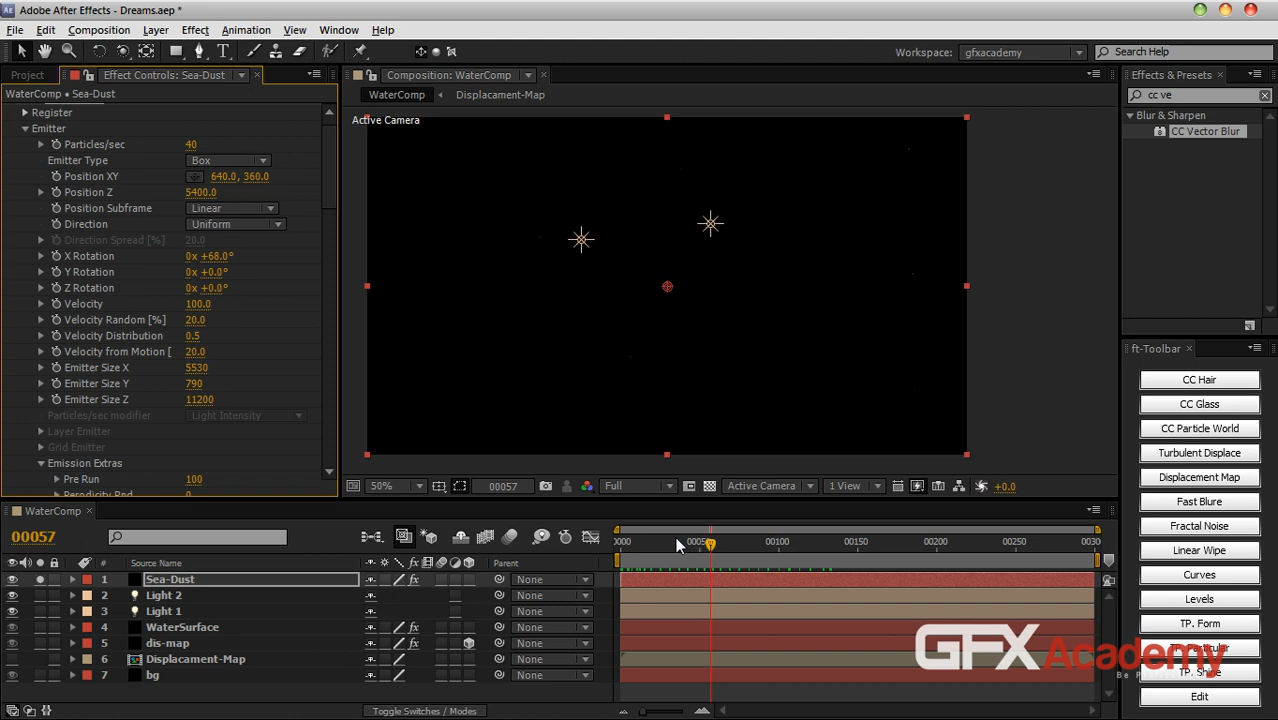 Adobe After Effects - Dreams.aep *
File Edit Composition Layer Effect Animation View Window Help
Workspace: gfxacademy Search Help
Project Effect Controls: Sea-Dust Composition: WaterComp Effects & Presets
WaterComp • Sea-Dust WaterComp Displacament-Map cc ve
Register
Emitter
Particles/sec 40
Emitter Type Box
Position XY 640.0, 360.0
Position Z 5400.0
Position Subframe Linear
Direction Uniform
Direction Spread [%] 20.0
X Rotation 0x +68.0°
Y Rotation 0x +0.0°
Z Rotation 0x +0.0°
Velocity 100.0
Velocity Random [%] 20.0
Velocity Distribution 0.5
Velocity from Motion [ 20.0
Emitter Size X 5530
Emitter Size Y 790
Emitter Size Z 11200
Particles/sec modifier Light Intensity
Layer Emitter
Grid Emitter
Emission Extras
Pre Run 100
Perodicity Rnd 0
Active Camera
50% 00057 Full Active Camera 1 View +0.0
Blur & Sharpen
CC Vector Blur
ft-Toolbar
CC Hair
CC Glass
CC Particle World
Turbulent Displace
Displacement Map
Fast Blure
Fractal Noise
Linear Wipe
Curves
Levels
TP. Form
TP. Particular
TP. Shine
Edit
WaterComp
00057
0000 00050 00100 00150 00200 00250 0030
# Source Name Parent
1 Sea-Dust None
2 Light 2 None
3 Light 1 None
4 WaterSurface None
5 dis-map None
6 Displacament-Map None
7 bg None
Toggle Switches / Modes
GFXAcademy